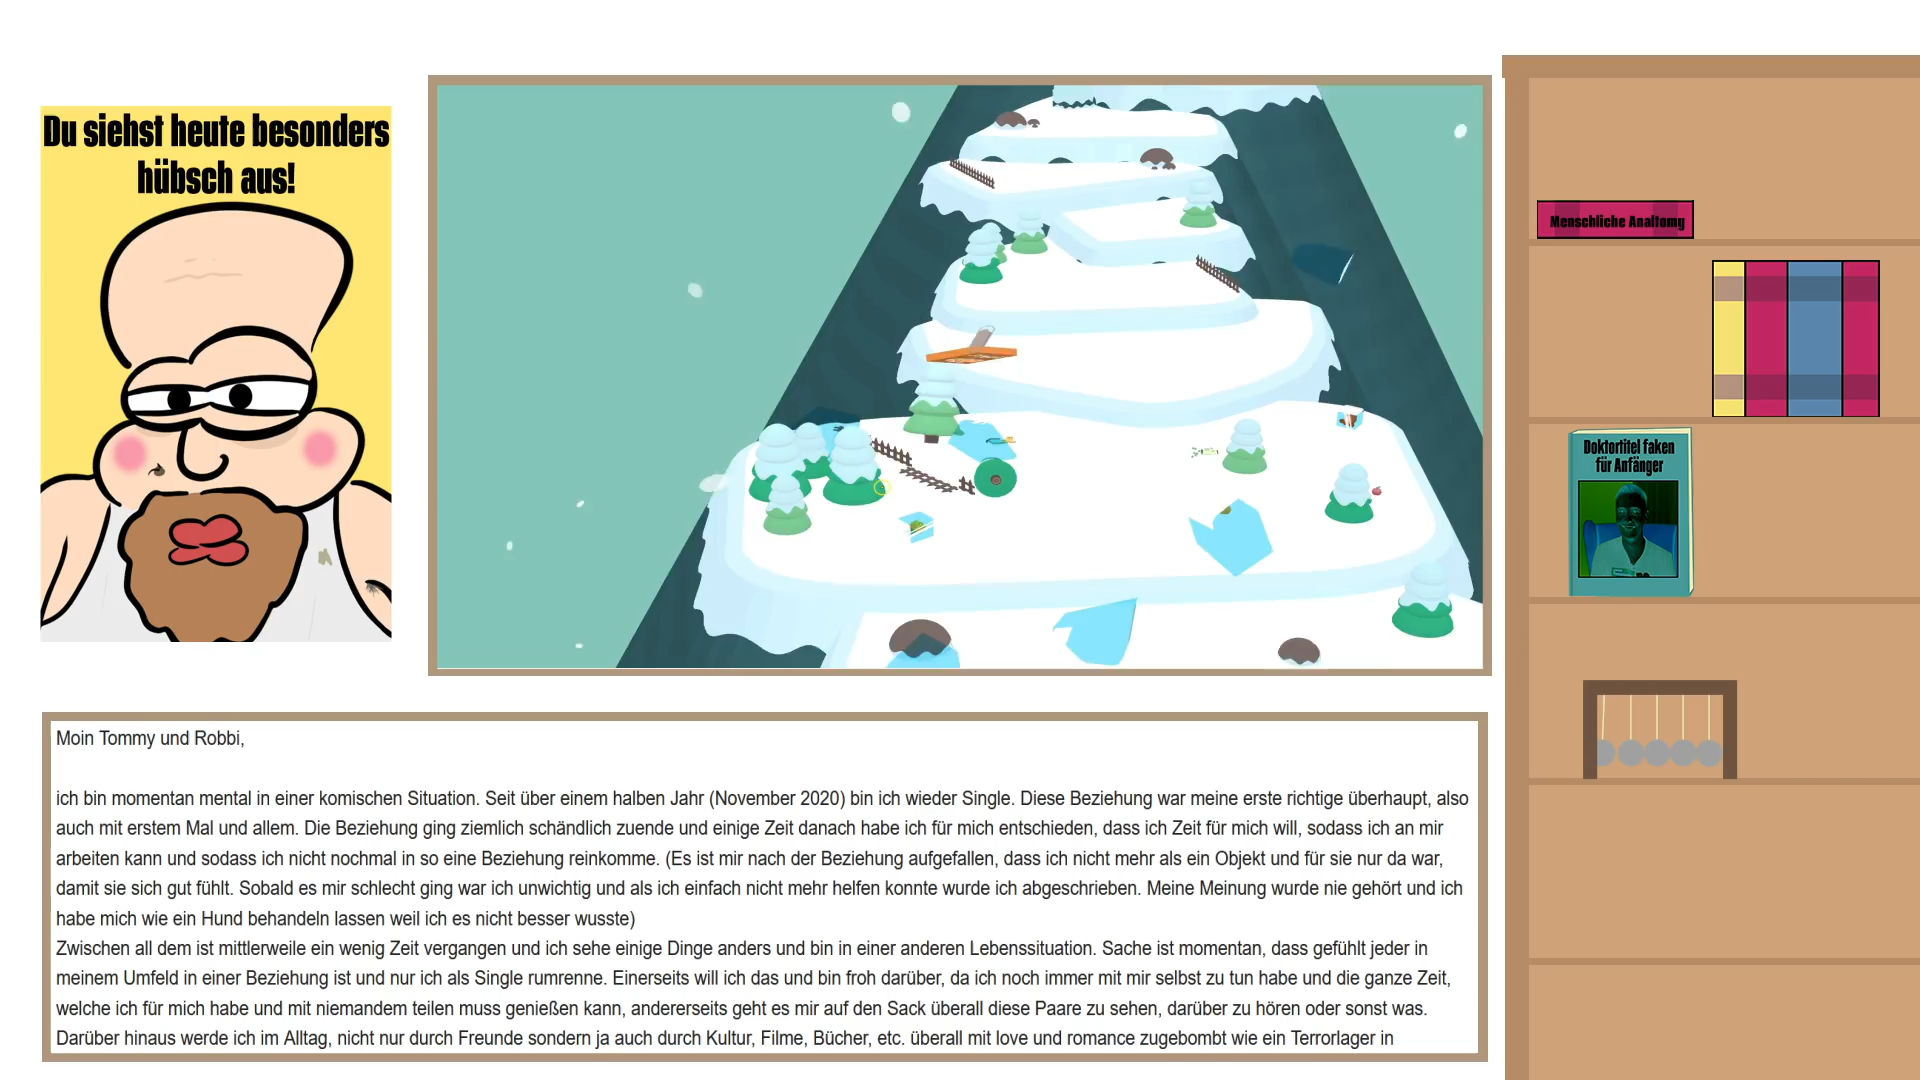 Du siehst heute besonders
hübsch aus!
Menschliche Analtomy
Doktortitel faken
für Anfänger
Moin Tommy und Robbi,
ich bin momentan mental in einer komischen Situation. Seit über einem halben Jahr (November 2020) bin ich wieder Single. Diese Beziehung war meine erste richtige überhaupt, also
auch mit erstem Mal und allem. Die Beziehung ging ziemlich schändlich zuende und einige Zeit danach habe ich für mich entschieden, dass ich Zeit für mich will, sodass ich an mir
arbeiten kann und sodass ich nicht nochmal in so eine Beziehung reinkomme. (Es ist mir nach der Beziehung aufgefallen, dass ich nicht mehr als ein Objekt und für sie nur da war,
damit sie sich gut fühlt. Sobald es mir schlecht ging war ich unwichtig und als ich einfach nicht mehr helfen konnte wurde ich abgeschrieben. Meine Meinung wurde nie gehört und ich
habe mich wie ein Hund behandeln lassen weil ich es nicht besser wusste)
Zwischen all dem ist mittlerweile ein wenig Zeit vergangen und ich sehe einige Dinge anders und bin in einer anderen Lebenssituation. Sache ist momentan, dass gefühlt jeder in
meinem Umfeld in einer Beziehung ist und nur ich als Single rumrenne. Einerseits will ich das und bin froh darüber, da ich noch immer mit mir selbst zu tun habe und die ganze Zeit,
welche ich für mich habe und mit niemandem teilen muss genießen kann, andererseits geht es mir auf den Sack überall diese Paare zu sehen, darüber zu hören oder sonst was.
Darüber hinaus werde ich im Alltag, nicht nur durch Freunde sondern ja auch durch Kultur, Filme, Bücher, etc. überall mit love und romance zugebombt wie ein Terrorlager in